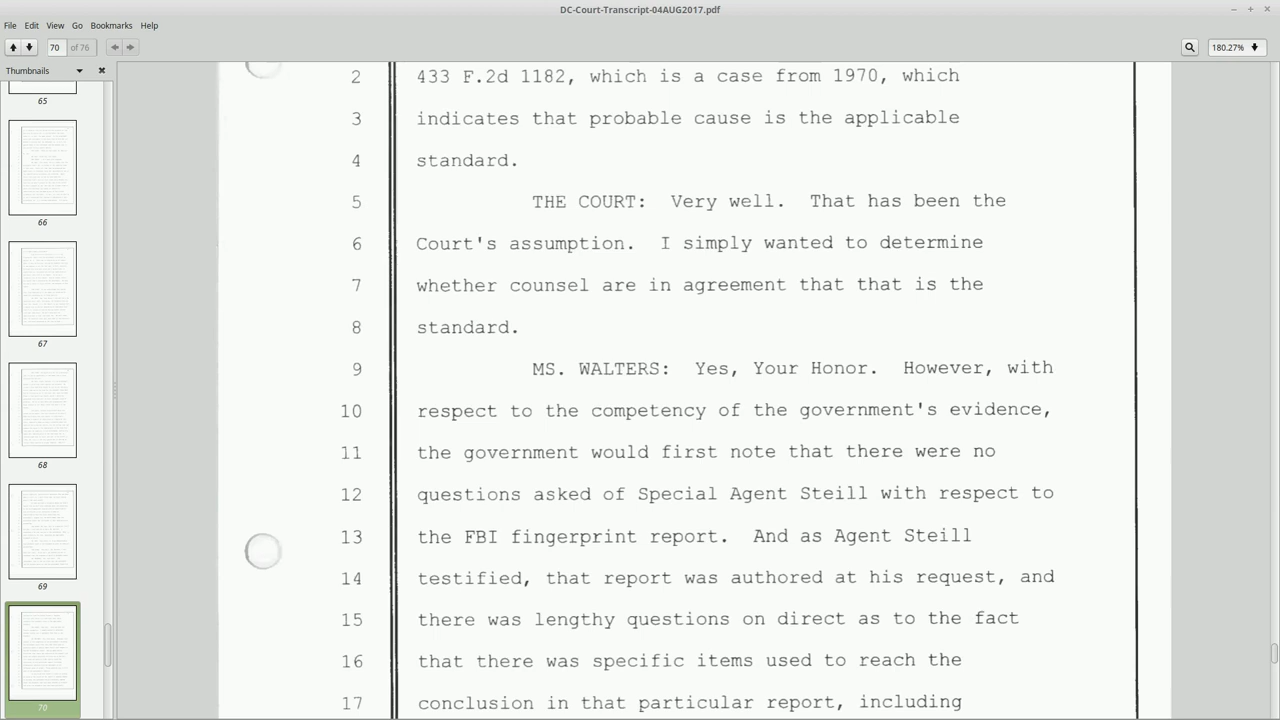 DC-Court-Transcript-04AUG2017.pdf
File Edit View Go Bookmarks Help
70 of 76 180.27%
Thumbnails
65
66
67
68
69
70
2 433 F.2d 1182, which is a case from 1970, which
3 indicates that probable cause is the applicable
4 standard.
5 THE COURT: Very well. That has been the
6 Court's assumption. I simply wanted to determine
7 whether counsel are in agreement that that is the
8 standard.
9 MS. WALTERS: Yes, Your Honor. However, with
10 respect to the competency of the government's evidence,
11 the government would first note that there were no
12 questions asked of Special Agent Steill with respect to
13 the FBI fingerprint report. And as Agent Steill
14 testified, that report was authored at his request, and
15 there was lengthy questions on direct as to the fact
16 that there was specific items used to reach the
17 conclusion in that particular report, including